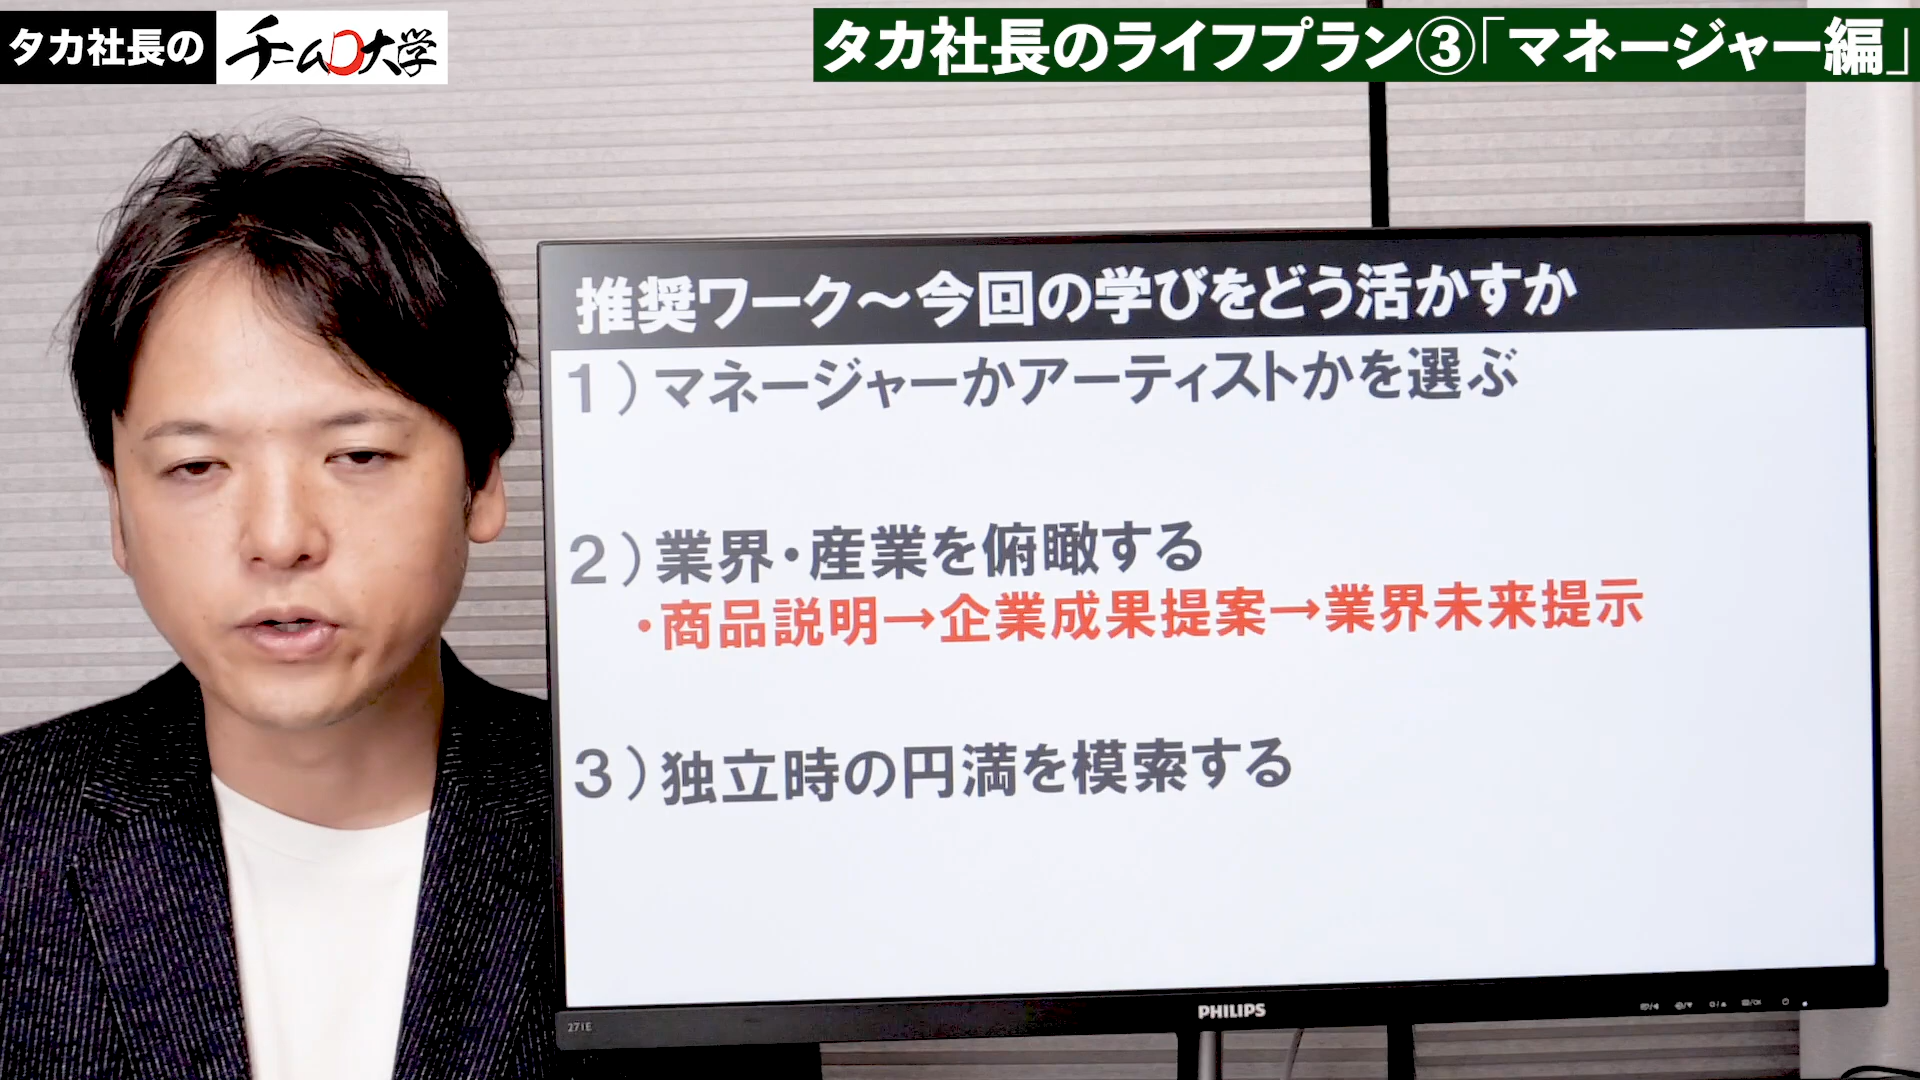 タカ社長の
チームD大学
タカ社長のライフプラン③「マネージャー編」
推奨ワーク～今回の学びをどう活かすか
1）マネージャーかアーティストかを選ぶ
2）業界・産業を俯瞰する
・商品説明→企業成果提案→業界未来提示
3）独立時の円満を模索する
271E
PHILIPS